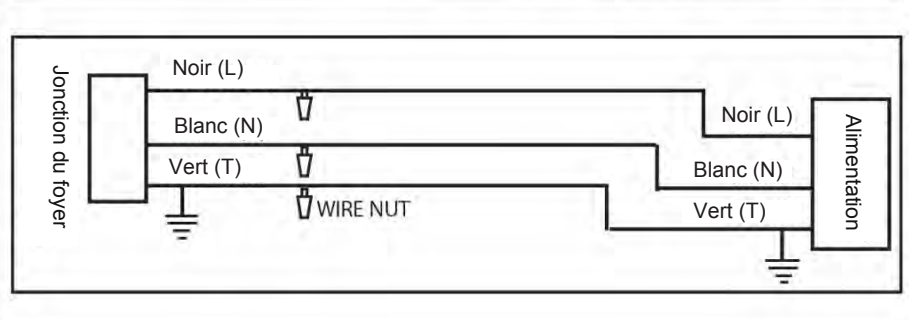 Jonction du foyer
Noir (L)
Blanc (N)
Vert (T)
WIRE NUT
Noir (L)
Blanc (N)
Vert (T)
Alimentation